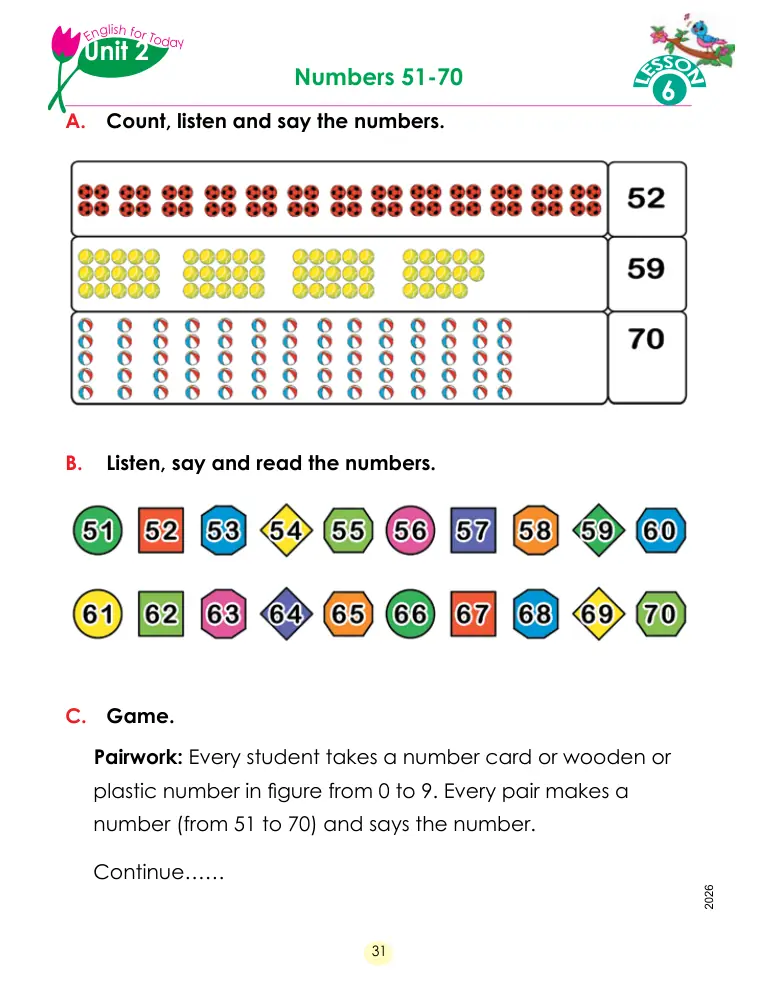 English for Today
Unit 2
Numbers 51-70
LESSON
6
A. Count, listen and say the numbers.
52
59
70
B. Listen, say and read the numbers.
51 52 53 54 55 56 57 58 59 60
61 62 63 64 65 66 67 68 69 70
C. Game.
Pairwork: Every student takes a number card or wooden or
plastic number in figure from 0 to 9. Every pair makes a
number (from 51 to 70) and says the number.
Continue......
2026
31